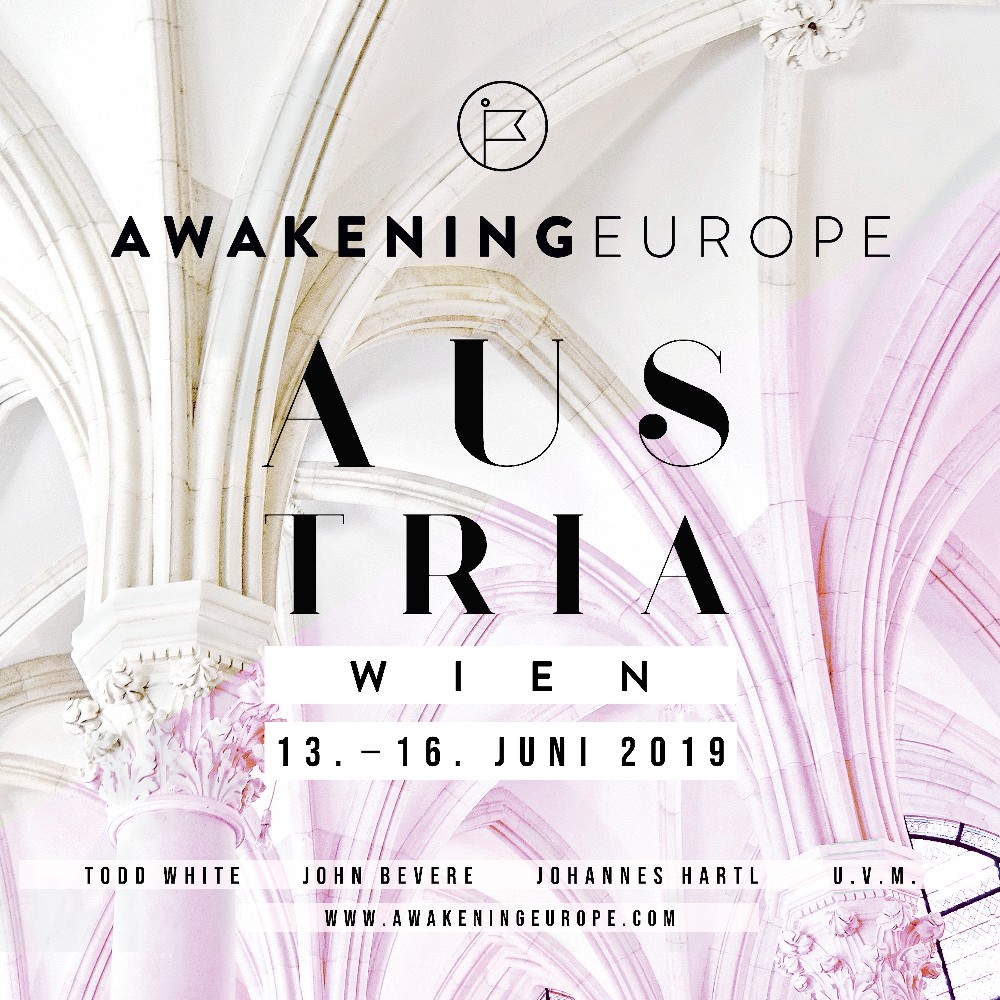 AWAKENINGEUROPE
AUS
TRIA
WIEN
13.–16. JUNI 2019
TODD WHITE JOHN BEVERE JOHANNES HARTL U.V.M.
WWW.AWAKENINGEUROPE.COM